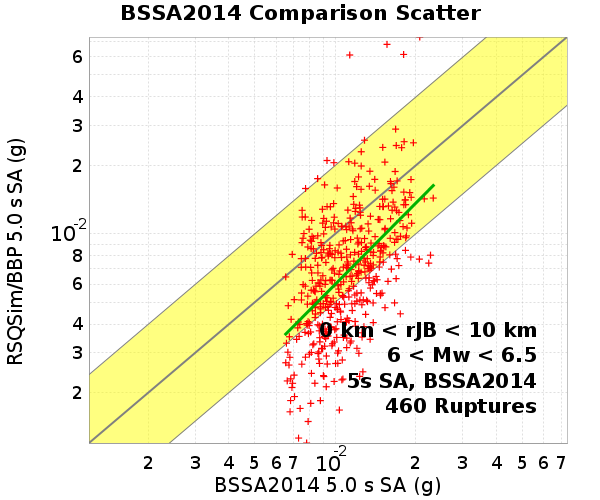 BSSA2014 Comparison Scatter
RSQSim/BBP 5.0 s SA (g)
6
4
3
2
10-2
8
6
4
3
2
0 km < rJB < 10 km
6 < Mw < 6.5
5s SA, BSSA2014
460 Ruptures
2 3 4 5 6 7 10-2 2 3 4 5 6 7
BSSA2014 5.0 s SA (g)